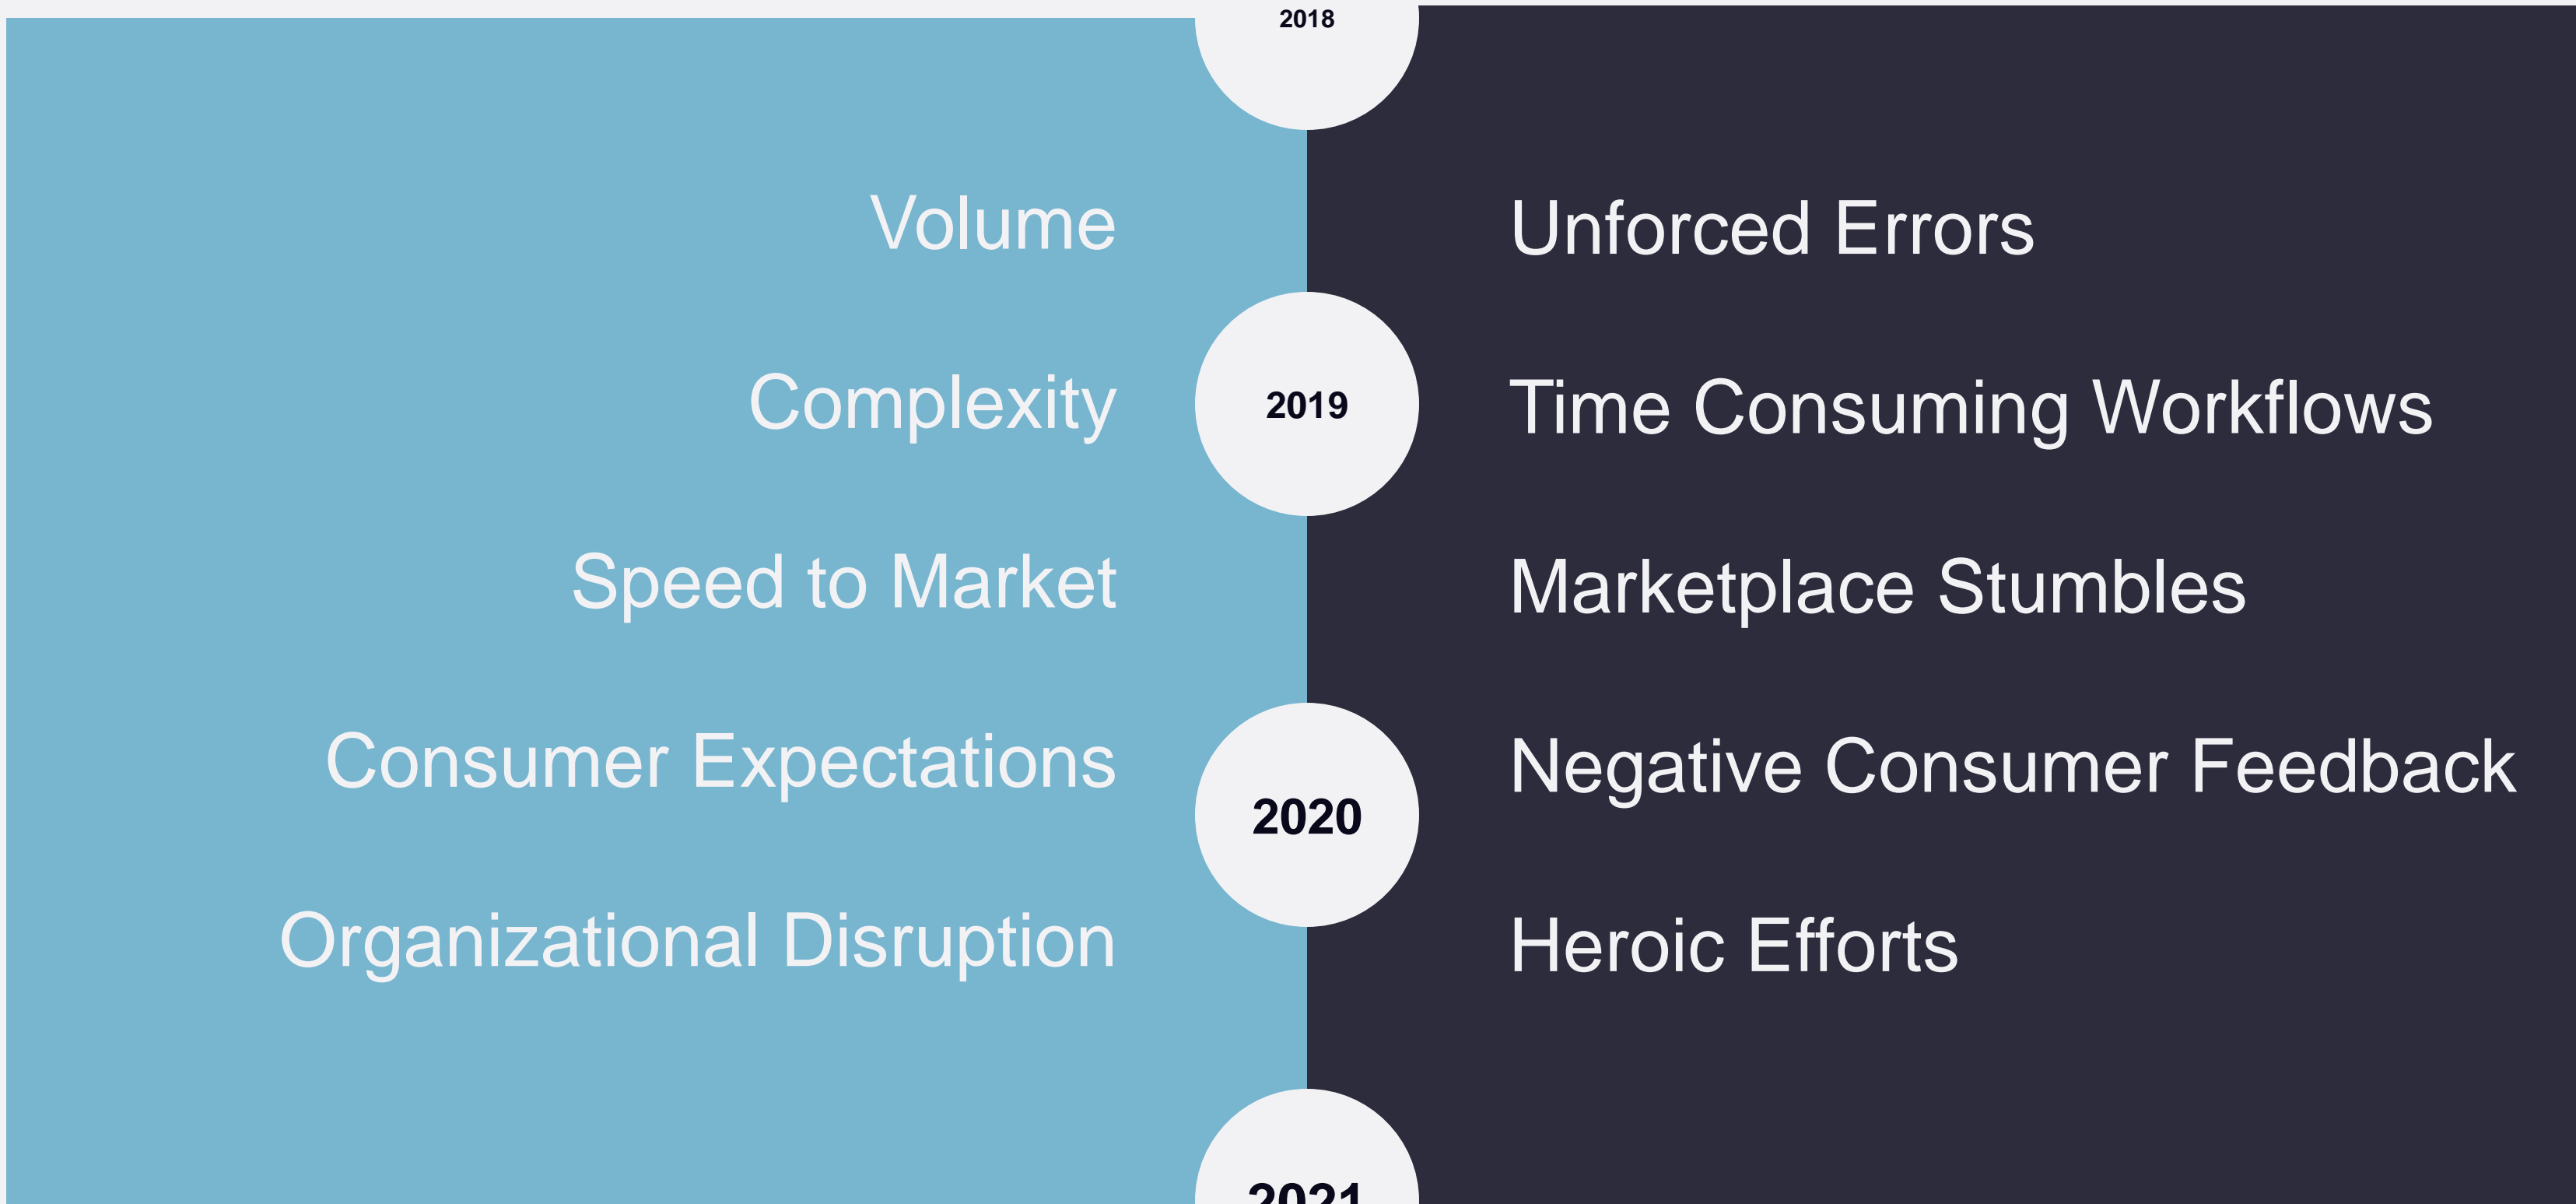 2018
Volume
Unforced Errors
Complexity
2019
Time Consuming Workflows
Speed to Market
Marketplace Stumbles
Consumer Expectations
2020
Negative Consumer Feedback
Organizational Disruption
Heroic Efforts
2021